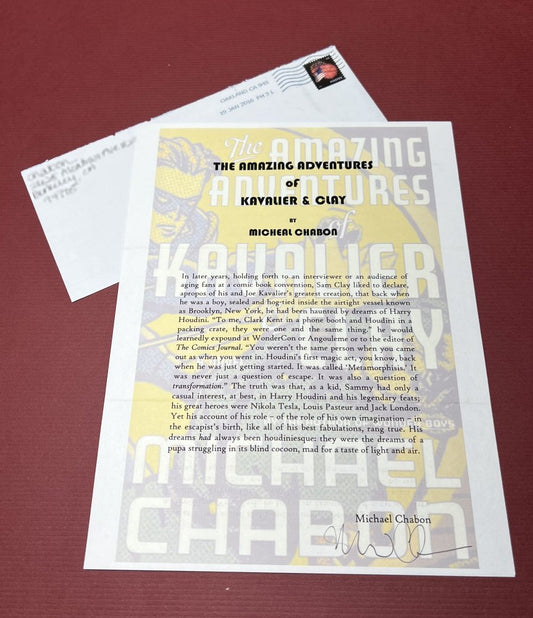 OAKLAND CA 945
19 JAN 2016 PM 3 L
Chabon
Berkeley, CA
The AMAZING
ADVENTURES
of
KAVALIER
THE AMAZING ADVENTURES
of
KAVALIER & CLAY
BY
MICHEAL CHABON
In later years, holding forth to an interviewer or an audience of
aging fans at a comic book convention, Sam Clay liked to declare,
apropos of his and Joe Kavalier's greatest creation, that back when
he was a boy, sealed and hog-tied inside the airtight vessel known
as Brooklyn, New York, he had been haunted by dreams of Harry
Houdini. "To me, Clark Kent in a phone booth and Houdini in a
packing crate, they were one and the same thing," he would
learnedly expound at WonderCon or Angouleme or to the editor of
The Comics Journal. "You weren't the same person when you came
out as when you went in. Houdini's first magic act, you know, back
when he was just getting started. It was called 'Metamorphisis.' It
was never just a question of escape. It was also a question of
transformation." The truth was that, as a kid, Sammy had only a
casual interest, at best, in Harry Houdini and his legendary feats;
his great heroes were Nikola Tesla, Louis Pasteur and Jack London.
Yet his account of his role – of the role of his own imagination – in
the escapist's birth, like all of his best fabulations, rang true. His
dreams had always been houdiniesque: they were the dreams of a
pupa struggling in its blind cocoon, mad for a taste of light and air.
MICHAEL
CHABON
Michael Chabon